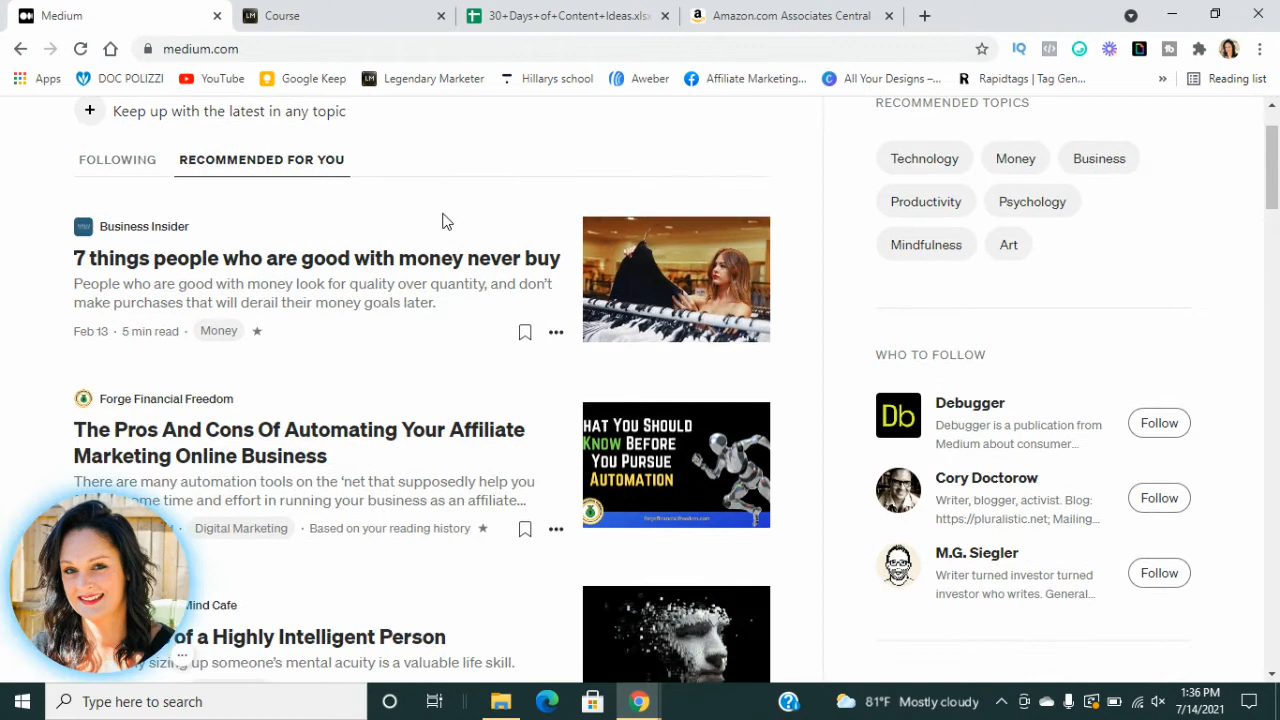 Medium
Course
30+Days+of+Content+Ideas.xlsx
Amazon.com Associates Central
medium.com
Apps
DOC POLIZZI
YouTube
Google Keep
LM
Legendary Marketer
Hillarys school
Aweber
Affiliate Marketing...
All Your Designs –...
Rapidtags | Tag Gen...
Reading list
Keep up with the latest in any topic
FOLLOWING
RECOMMENDED FOR YOU
Business Insider
7 things people who are good with money never buy
People who are good with money look for quality over quantity, and don't
make purchases that will derail their money goals later.
Feb 13 · 5 min read
Money
Forge Financial Freedom
The Pros And Cons Of Automating Your Affiliate
Marketing Online Business
There are many automation tools on the 'net that supposedly help you
time and effort in running your business as an affiliate...
Digital Marketing
· Based on your reading history
HAT YOU SHOULD
KNOW BEFORE
YOU PURSUE
AUTOMATION
forgefinancialfreedom.com
Mind Cafe
of a Highly Intelligent Person
sizing up someone's mental acuity is a valuable life skill.
RECOMMENDED TOPICS
Technology
Money
Business
Productivity
Psychology
Mindfulness
Art
WHO TO FOLLOW
Db
Debugger
Debugger is a publication from
Medium about consumer...
Follow
Cory Doctorow
Writer, blogger, activist. Blog:
https://pluralistic.net; Mailing...
Follow
M.G. Siegler
Writer turned investor turned
investor who writes. General...
Follow
Type here to search
81°F Mostly cloudy
1:36 PM
7/14/2021